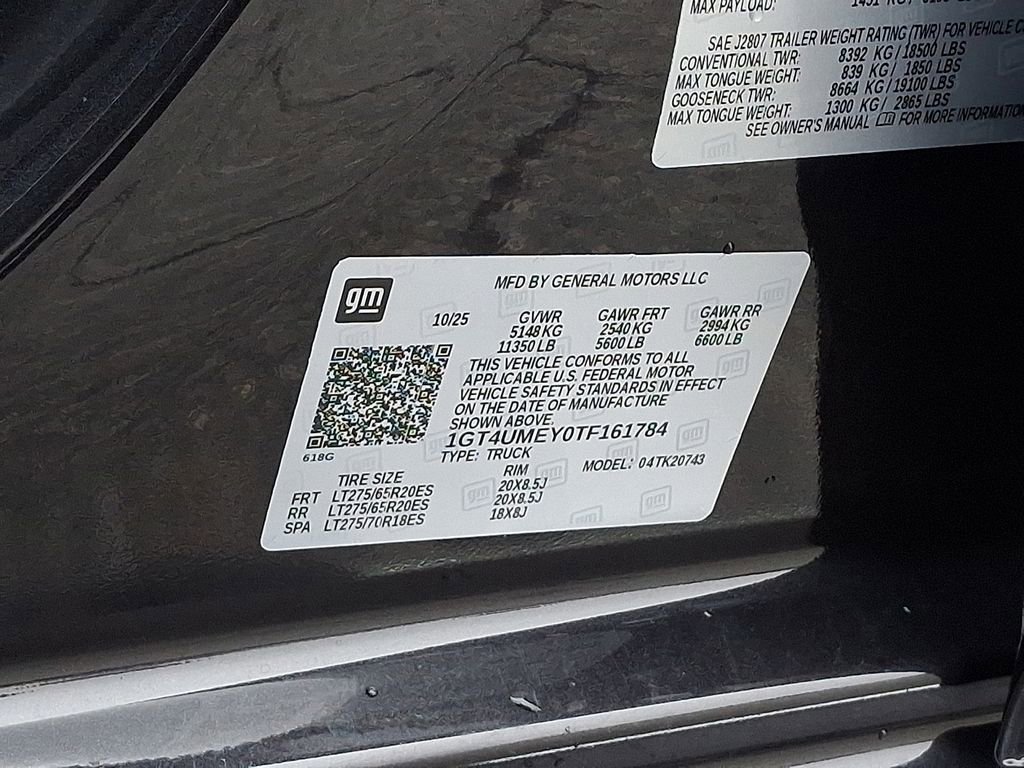 MAX PAYLOAD:
SAE J2807 TRAILER WEIGHT RATING (TWR) FOR VEHICLE
CONVENTIONAL TWR: 8392 KG / 18500 LBS
MAX TONGUE WEIGHT: 839 KG / 1850 LBS
GOOSENECK TWR: 8664 KG / 19100 LBS
MAX TONGUE WEIGHT: 1300 KG / 2865 LBS
SEE OWNER'S MANUAL FOR MORE INFORMATION
gm
MFD BY GENERAL MOTORS LLC
10/25 GVWR GAWR FRT GAWR RR
5148 KG 2540 KG 2994 KG
11350 LB 5600 LB 6600 LB
THIS VEHICLE CONFORMS TO ALL
APPLICABLE U.S. FEDERAL MOTOR
VEHICLE SAFETY STANDARDS IN EFFECT
ON THE DATE OF MANUFACTURE
SHOWN ABOVE.
1GT4UMEY0TF161784
618G
TYPE: TRUCK
MODEL: 04TK20743
TIRE SIZE RIM
FRT LT275/65R20ES 20X8.5J
RR LT275/65R20ES 20X8.5J
SPA LT275/70R18ES 18X8J